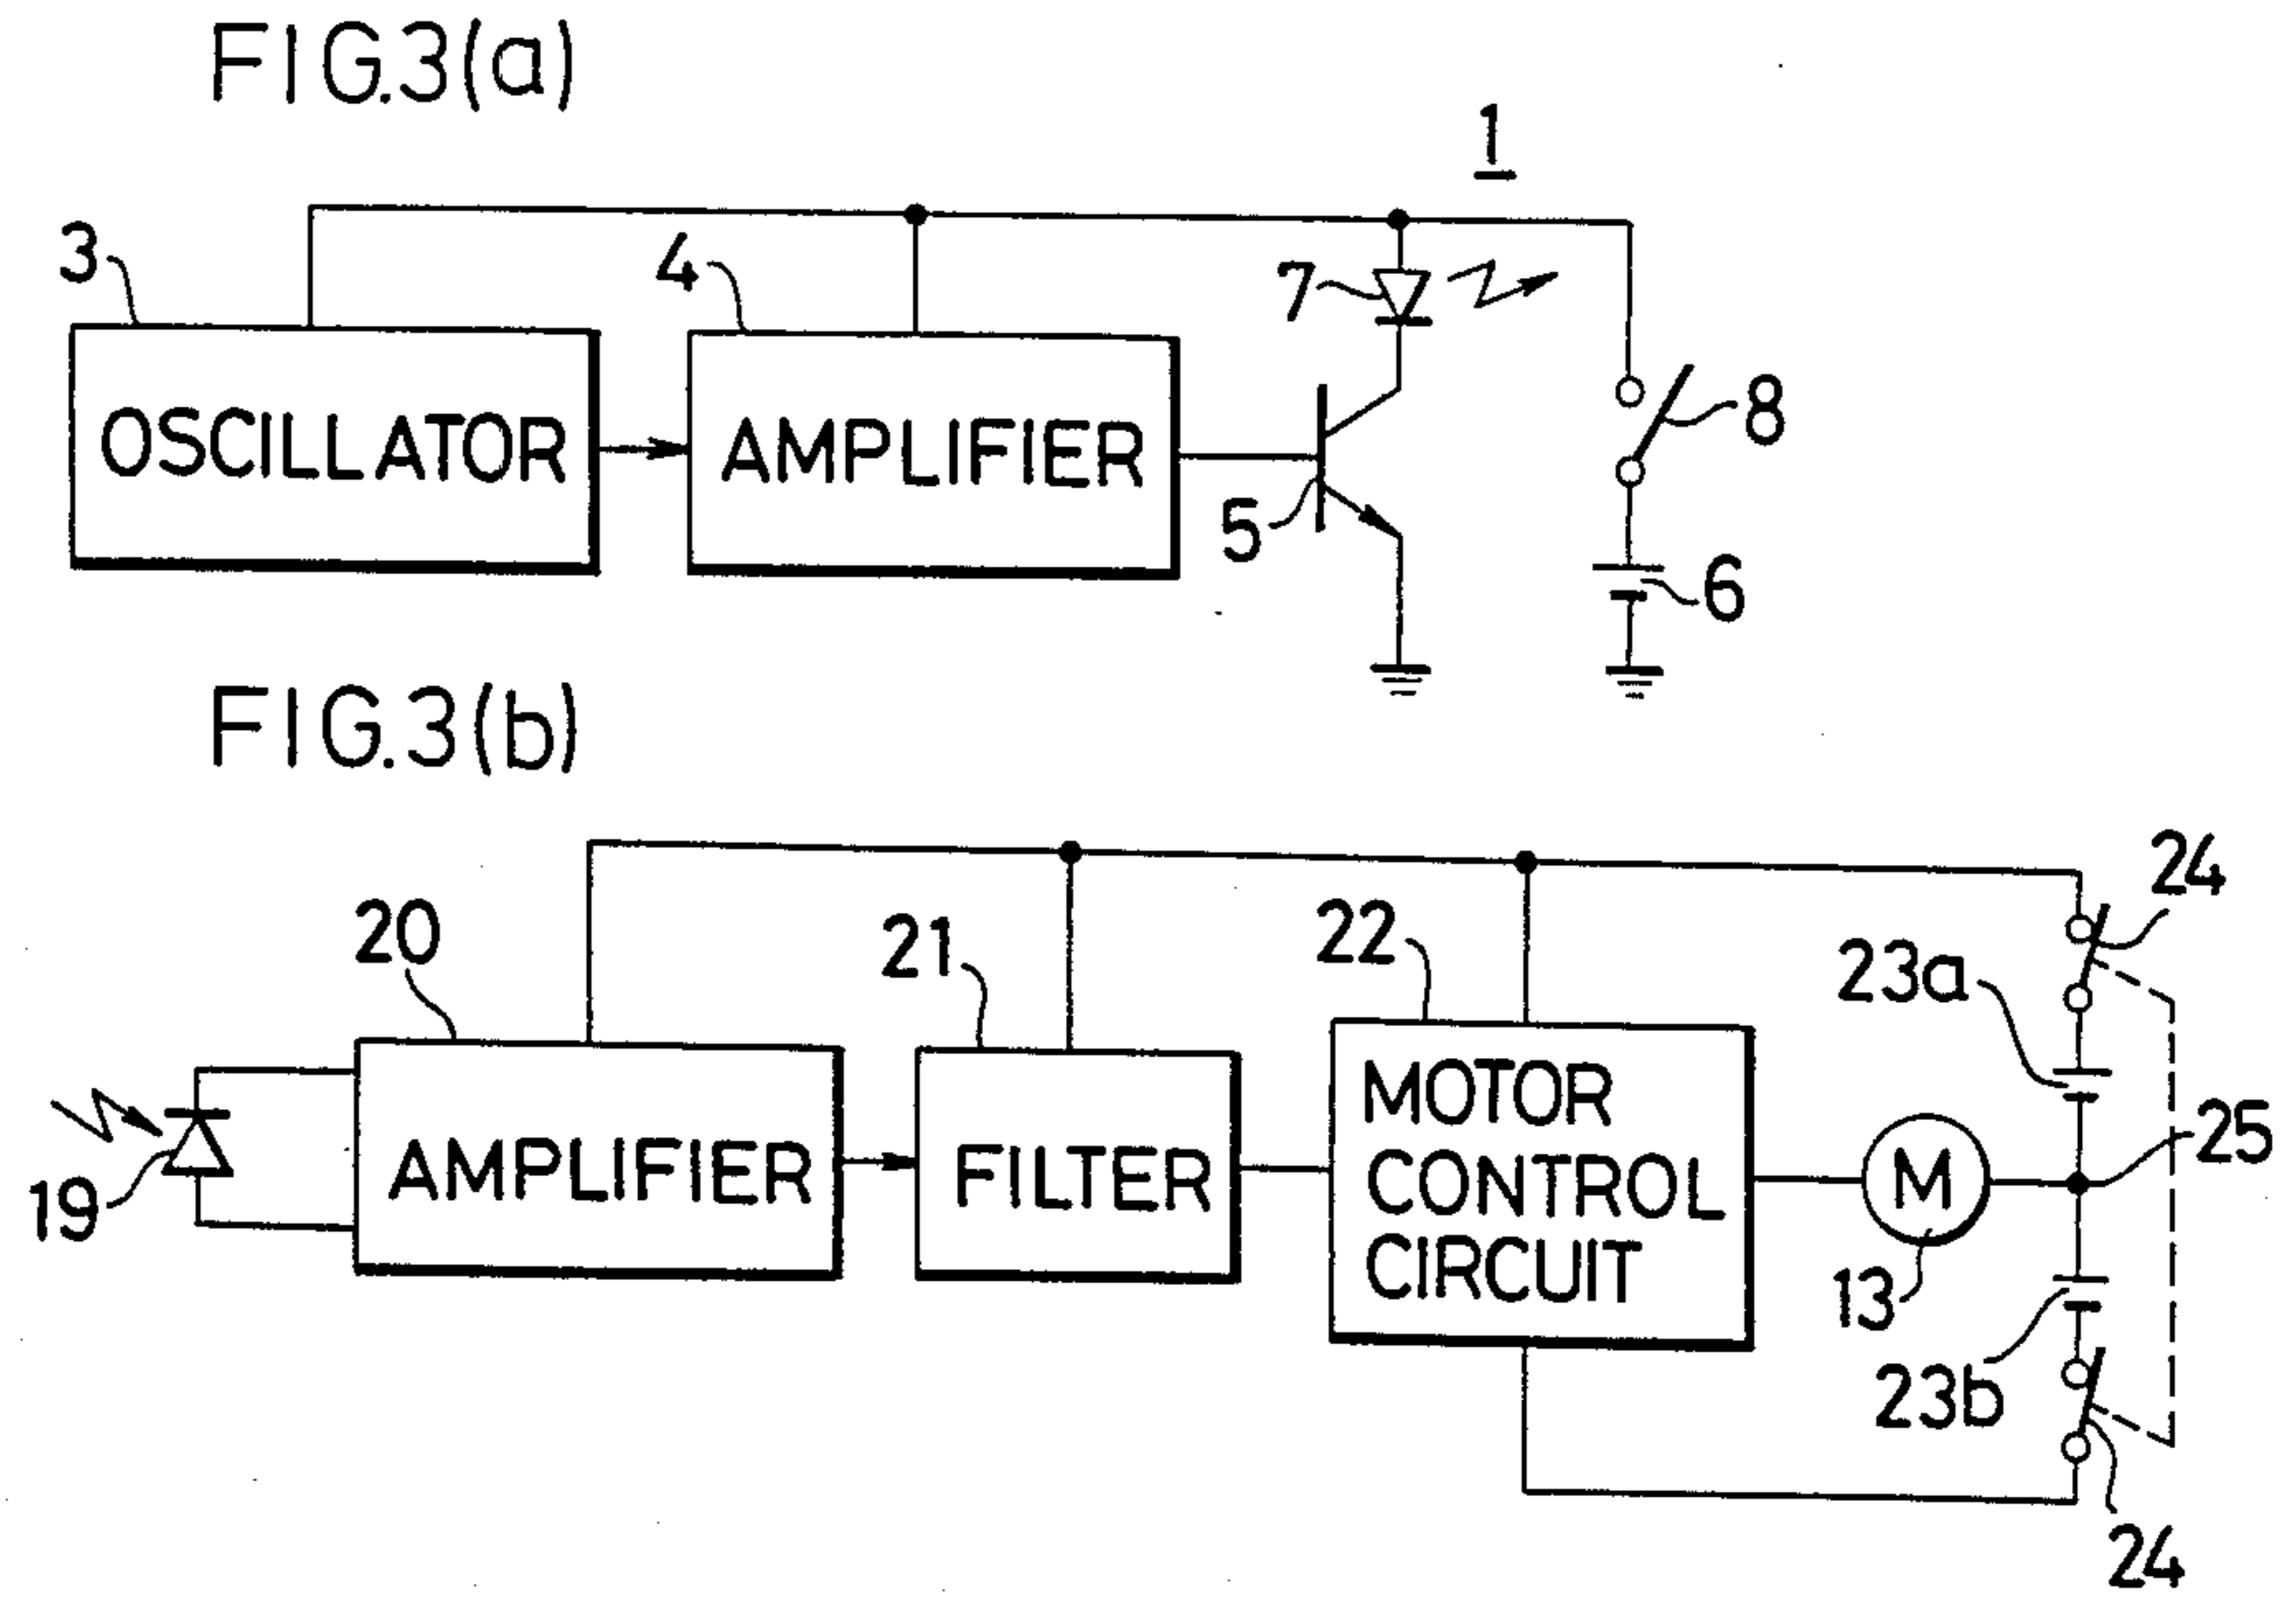 FIG.3(a)
1
3
4
7
8
OSCILLATOR
AMPLIFIER
5
6
FIG.3(b)
24
20
21
22
23a
25
19
AMPLIFIER
FILTER
MOTOR
CONTROL
CIRCUIT
M
13
23b
24